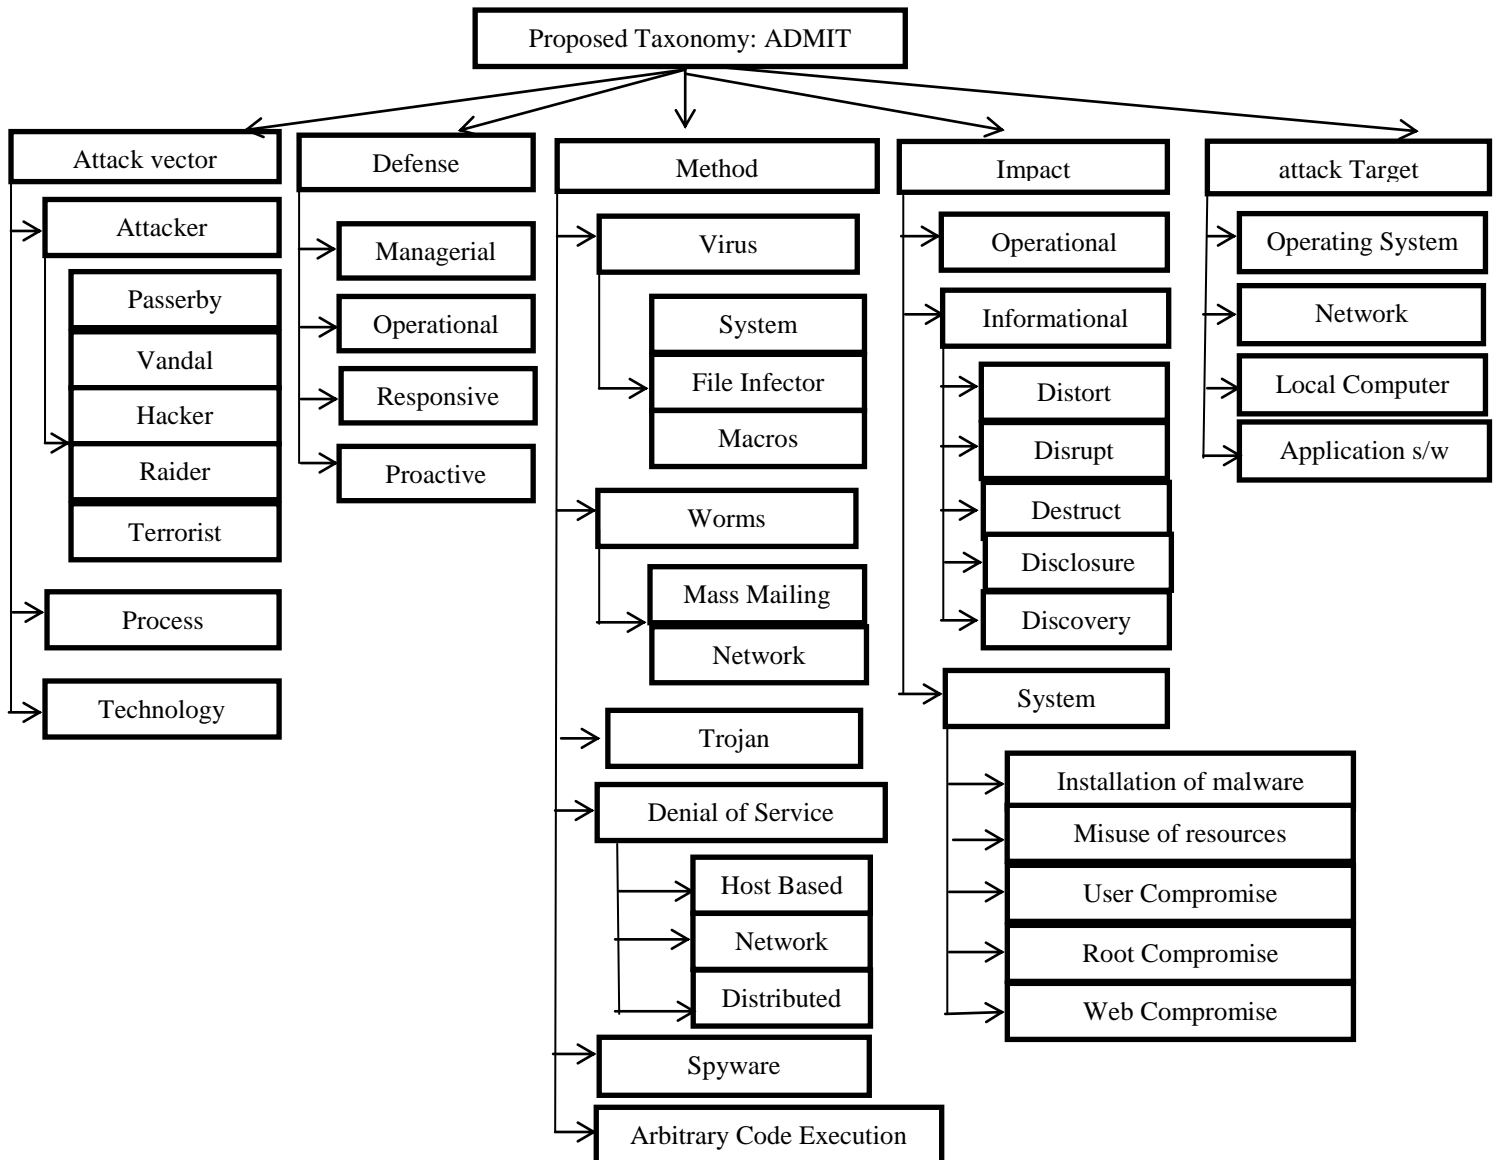 Proposed Taxonomy: ADMIT
Attack vector
Attacker
Passerby
Vandal
Hacker
Raider
Terrorist
Process
Technology
Defense
Managerial
Operational
Responsive
Proactive
Method
Virus
System
File Infector
Macros
Worms
Mass Mailing
Network
Trojan
Denial of Service
Host Based
Network
Distributed
Spyware
Arbitrary Code Execution
Impact
Operational
Informational
Distort
Disrupt
Destruct
Disclosure
Discovery
System
Installation of malware
Misuse of resources
User Compromise
Root Compromise
Web Compromise
attack Target
Operating System
Network
Local Computer
Application s/w